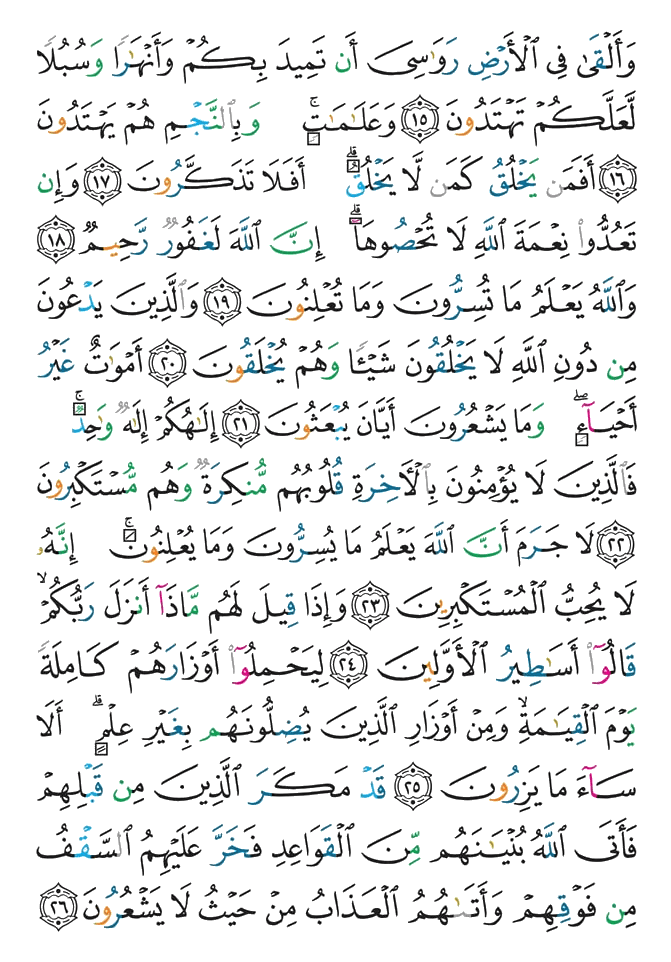 وَأَلْقَىٰ فِى ٱلْأَرْضِ رَوَٰسِىَ أَن تَمِيدَ بِكُمْ وَأَنْهَـٰرًا وَسُبُلًا
لَّعَلَّكُمْ تَهْتَدُونَ ١٥ وَعَلَـٰمَـٰتٍ ۚ وَبِٱلنَّجْمِ هُمْ يَهْتَدُونَ
١٦ أَفَمَن يَخْلُقُ كَمَن لَّا يَخْلُقُ ۗ أَفَلَا تَذَكَّرُونَ ١٧ وَإِن
تَعُدُّوا۟ نِعْمَةَ ٱللَّهِ لَا تُحْصُوهَآ ۗ إِنَّ ٱللَّهَ لَغَفُورٌ رَّحِيمٌ ١٨
وَٱللَّهُ يَعْلَمُ مَا تُسِرُّونَ وَمَا تُعْلِنُونَ ١٩ وَٱلَّذِينَ يَدْعُونَ
مِن دُونِ ٱللَّهِ لَا يَخْلُقُونَ شَيْـًٔا وَهُمْ يُخْلَقُونَ ٢٠ أَمْوَٰتٌ غَيْرُ
أَحْيَآءٍ ۖ وَمَا يَشْعُرُونَ أَيَّانَ يُبْعَثُونَ ٢١ إِلَـٰهُكُمْ إِلَـٰهٌ وَٰحِدٌ ۚ
فَٱلَّذِينَ لَا يُؤْمِنُونَ بِٱلْـَٔاخِرَةِ قُلُوبُهُم مُّنكِرَةٌ وَهُم مُّسْتَكْبِرُونَ
٢٢ لَا جَرَمَ أَنَّ ٱللَّهَ يَعْلَمُ مَا يُسِرُّونَ وَمَا يُعْلِنُونَ ۚ إِنَّهُۥ
لَا يُحِبُّ ٱلْمُسْتَكْبِرِينَ ٢٣ وَإِذَا قِيلَ لَهُم مَّاذَآ أَنزَلَ رَبُّكُمْ ۙ
قَالُوٓا۟ أَسَـٰطِيرُ ٱلْأَوَّلِينَ ٢٤ لِيَحْمِلُوٓا۟ أَوْزَارَهُمْ كَامِلَةً
يَوْمَ ٱلْقِيَـٰمَةِ ۙ وَمِنْ أَوْزَارِ ٱلَّذِينَ يُضِلُّونَهُم بِغَيْرِ عِلْمٍ ۗ أَلَا
سَآءَ مَا يَزِرُونَ ٢٥ قَدْ مَكَرَ ٱلَّذِينَ مِن قَبْلِهِمْ
فَأَتَى ٱللَّهُ بُنْيَـٰنَهُم مِّنَ ٱلْقَوَاعِدِ فَخَرَّ عَلَيْهِمُ ٱلسَّقْفُ
مِن فَوْقِهِمْ وَأَتَىٰهُمُ ٱلْعَذَابُ مِنْ حَيْثُ لَا يَشْعُرُونَ ٢٦